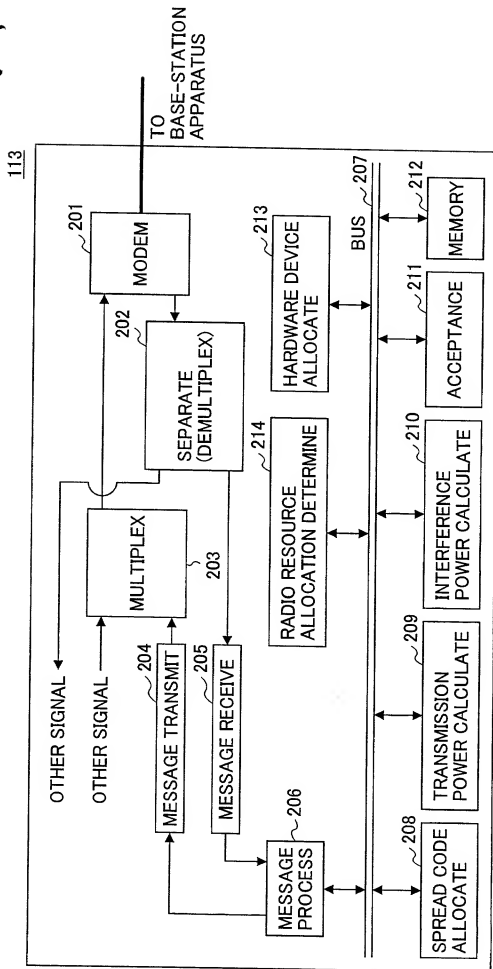 113
TO
BASE-STATION
APPARATUS
OTHER SIGNAL
OTHER SIGNAL
201
MODEM
202
SEPARATE
(DEMULTIPLEX)
MULTIPLEX
203
204
MESSAGE TRANSMIT
205
MESSAGE RECEIVE
206
MESSAGE
PROCESS
214
RADIO RESOURCE
ALLOCATION DETERMINE
213
HARDWARE DEVICE
ALLOCATE
BUS
207
208
SPREAD CODE
ALLOCATE
209
TRANSMISSION
POWER CALCULATE
210
INTERFERENCE
POWER CALCULATE
211
ACCEPTANCE
212
MEMORY